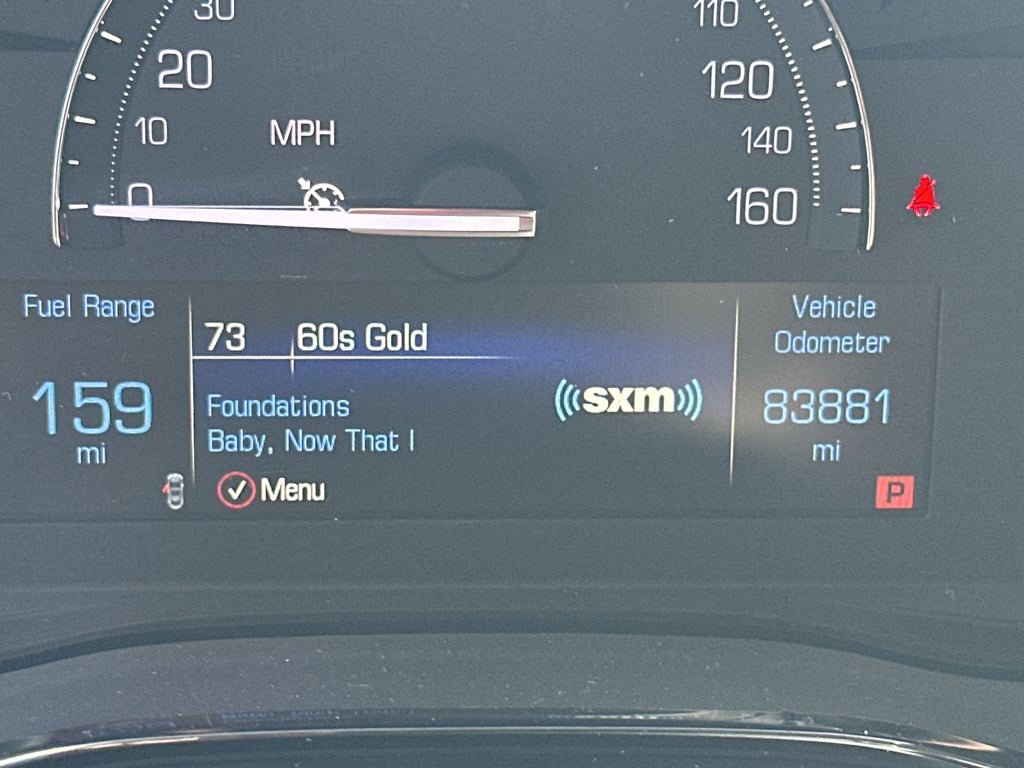 30
20
10
0
MPH
110
120
140
160
Fuel Range
159
mi
73 60s Gold
Foundations
Baby, Now That I
sxm
Menu
Vehicle
Odometer
83881
mi
P